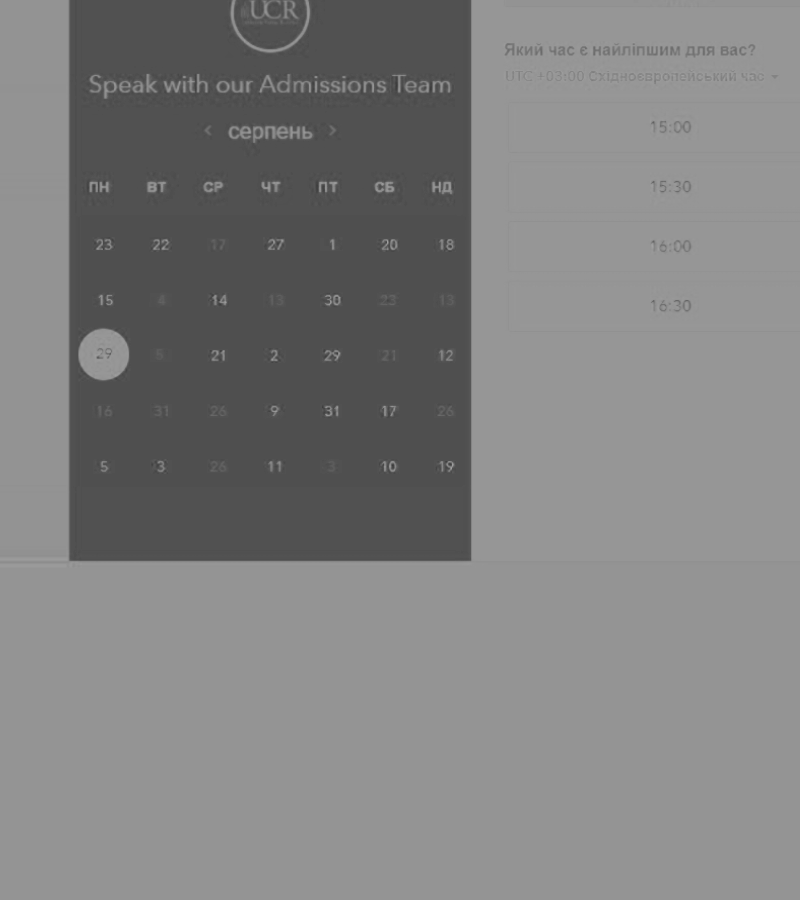 UCR
Speak with our Admissions Team
‹ серпень ›
ПН ВТ СР ЧТ ПТ СБ НД
23 22 17 27 1 20 18
15 4 14 13 30 23 13
29 21 2 29 21 12
16 31 26 9 31 17 26
5 3 26 11 3 10 19
Який час є найліпшим для вас?
UTC +03:00 Східноєвропейський час
15:00
15:30
16:00
16:30